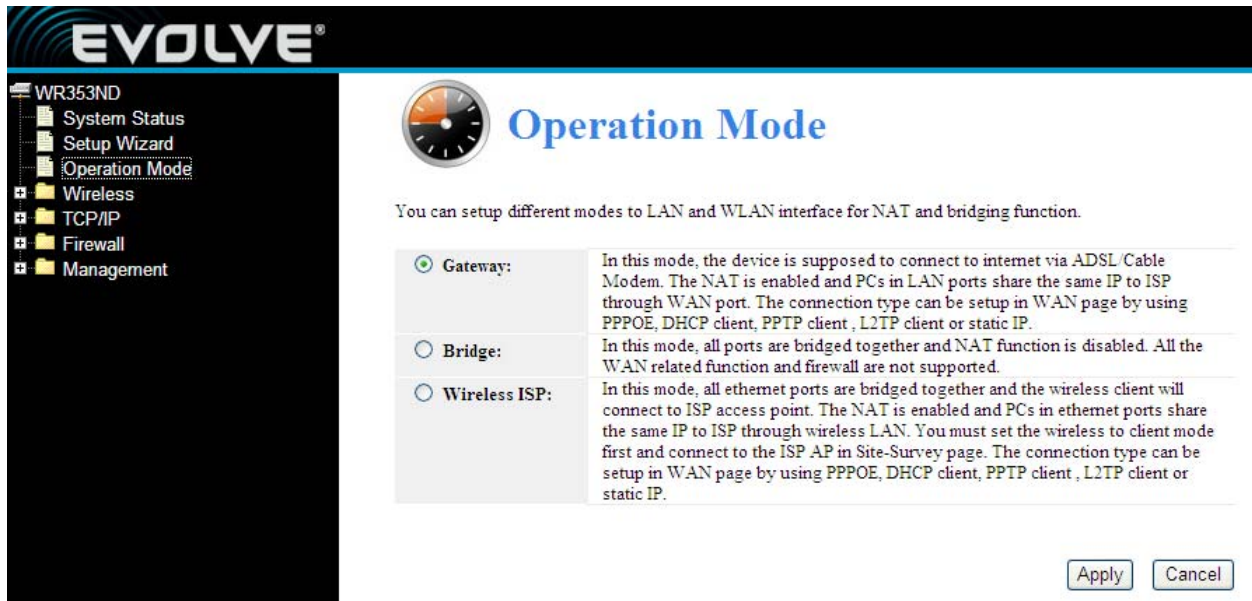 EVOLVE®
WR353ND
System Status
Setup Wizard
Operation Mode
Wireless
TCP/IP
Firewall
Management
Operation Mode
You can setup different modes to LAN and WLAN interface for NAT and bridging function.
Gateway:
In this mode, the device is supposed to connect to internet via ADSL/Cable
Modem. The NAT is enabled and PCs in LAN ports share the same IP to ISP
through WAN port. The connection type can be setup in WAN page by using
PPPOE, DHCP client, PPTP client , L2TP client or static IP.
Bridge:
In this mode, all ports are bridged together and NAT function is disabled. All the
WAN related function and firewall are not supported.
Wireless ISP:
In this mode, all ethernet ports are bridged together and the wireless client will
connect to ISP access point. The NAT is enabled and PCs in ethernet ports share
the same IP to ISP through wireless LAN. You must set the wireless to client mode
first and connect to the ISP AP in Site-Survey page. The connection type can be
setup in WAN page by using PPPOE, DHCP client, PPTP client , L2TP client or
static IP.
Apply
Cancel